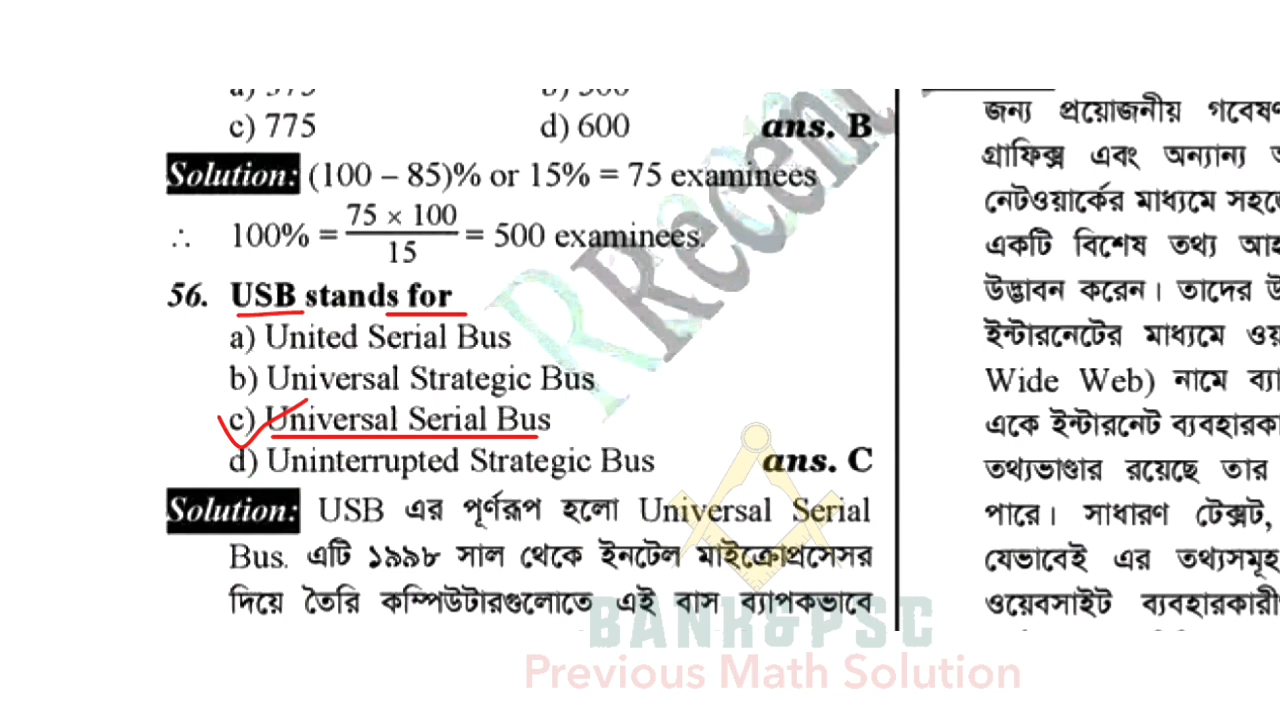 c) 775 d) 600 ans. B
Solution: (100 – 85)% or 15% = 75 examinees
∴ 100% = 75 × 100 / 15 = 500 examinees.
56. USB stands for
a) United Serial Bus
b) Universal Strategic Bus
c) Universal Serial Bus
d) Uninterrupted Strategic Bus ans. C
Solution: USB এর পূর্ণরূপ হলো Universal Serial
Bus. এটি ১৯৯৮ সাল থেকে ইনটেল মাইক্রোপ্রসেসর
দিয়ে তৈরি কম্পিউটারগুলোতে এই বাস ব্যাপকভাবে
জন্য প্রয়োজনীয়
গ্রাফিক্স এবং অন্যান্য
নেটওয়ার্কের মাধ্যমে
একটি বিশেষ তথ্য
উদ্ভাবন করেন। তাদের
ইন্টারনেটের মাধ্যমে
Wide Web) নামে
একে ইন্টারনেট
তথ্যভাণ্ডার রয়েছে তার
পারে। সাধারণ টেক্সট,
যেভাবেই এর তথ্যসমূহ
ওয়েবসাইট ব্যবহারকারী
Recent
BANK&PSC
Previous Math Solution